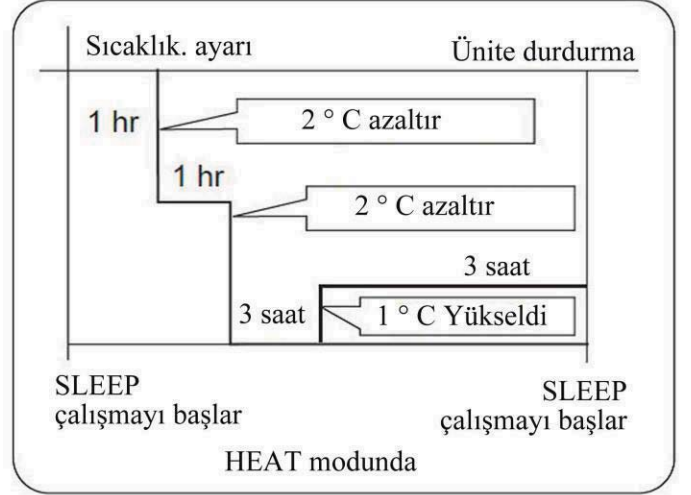 Sıcaklık. ayarı
Ünite durdurma
1 hr
2 ° C azaltır
1 hr
2 ° C azaltır
3 saat
3 saat
1 ° C Yükseldi
SLEEP
çalışmayı başlar
SLEEP
çalışmayı başlar
HEAT modunda